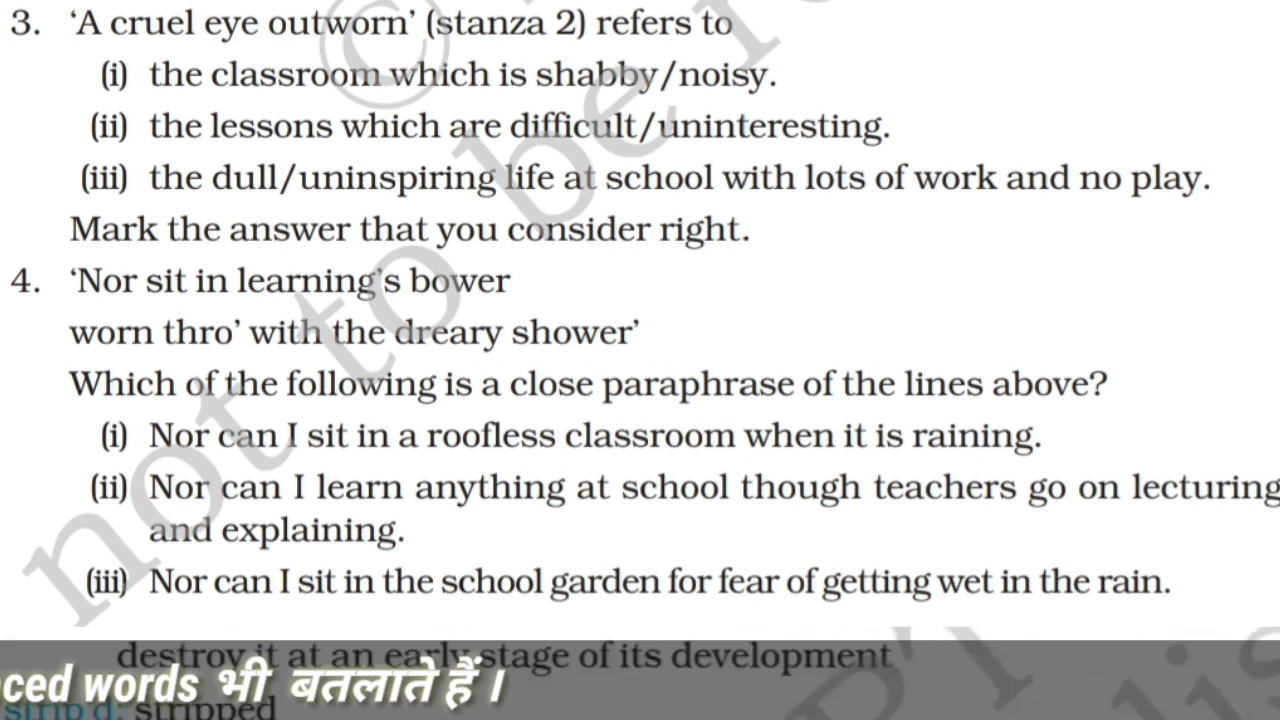 3. ‘A cruel eye outworn’ (stanza 2) refers to
(i) the classroom which is shabby/noisy.
(ii) the lessons which are difficult/uninteresting.
(iii) the dull/uninspiring life at school with lots of work and no play.
Mark the answer that you consider right.
4. ‘Nor sit in learning’s bower
worn thro’ with the dreary shower’
Which of the following is a close paraphrase of the lines above?
(i) Nor can I sit in a roofless classroom when it is raining.
(ii) Nor can I learn anything at school though teachers go on lecturing
and explaining.
(iii) Nor can I sit in the school garden for fear of getting wet in the rain.
destroy it at an early stage of its development
words भी बतलाते हैं ।
strip’d: stripped
not to be